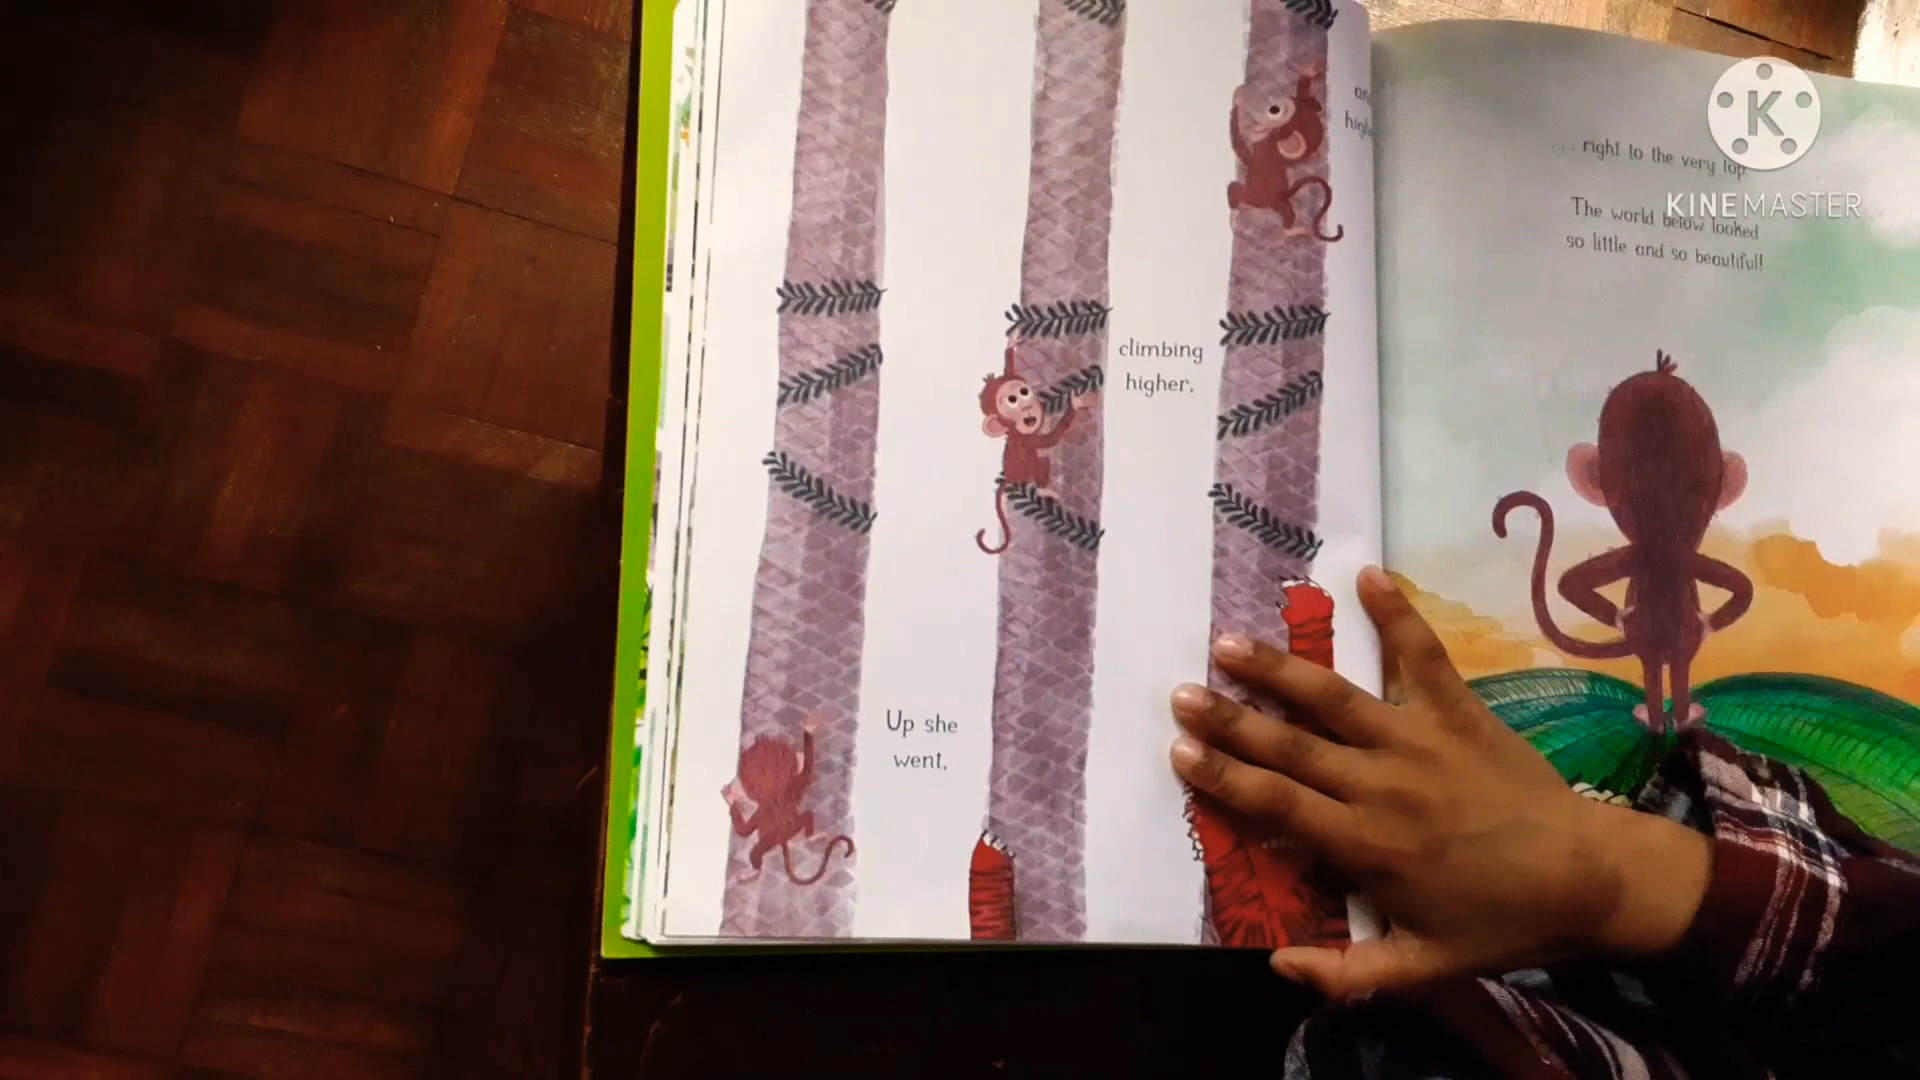 Up she
went,
climbing
higher,
. . . right to the very top.
The world below looked
so little and so beautiful!
K
KINEMASTER